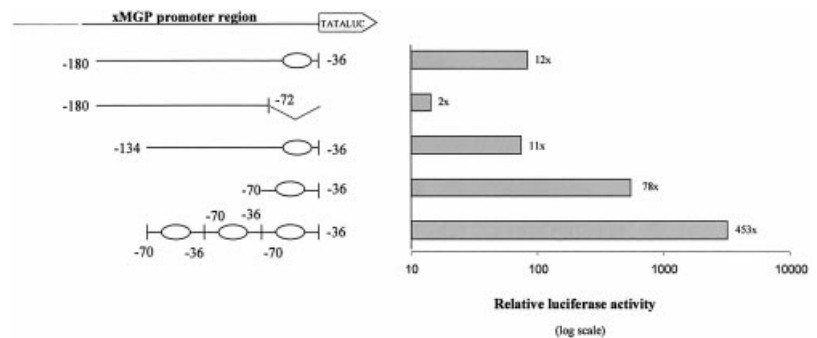 xMGP promoter region
TATALUC
-180 -36 12x
-180 -72 2x
-134 -36 11x
-70 -36 78x
-70 -36 -70 -36 -70 -36 453x
10 100 1000 10000
Relative luciferase activity
(log scale)